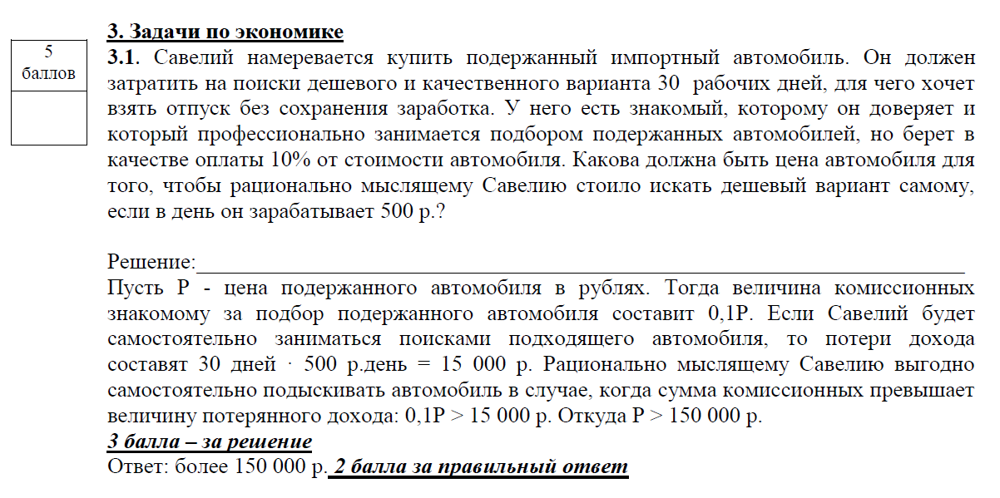 3. Задачи по экономике
5
баллов
3.1. Савелий намеревается купить подержанный импортный автомобиль. Он должен
затратить на поиски дешевого и качественного варианта 30 рабочих дней, для чего хочет
взять отпуск без сохранения заработка. У него есть знакомый, которому он доверяет и
который профессионально занимается подбором подержанных автомобилей, но берет в
качестве оплаты 10% от стоимости автомобиля. Какова должна быть цена автомобиля для
того, чтобы рационально мыслящему Савелию стоило искать дешевый вариант самому,
если в день он зарабатывает 500 р.?
Решение:
Пусть P - цена подержанного автомобиля в рублях. Тогда величина комиссионных
знакомому за подбор подержанного автомобиля составит 0,1P. Если Савелий будет
самостоятельно заниматься поисками подходящего автомобиля, то потери дохода
составят 30 дней · 500 р.день = 15 000 р. Рационально мыслящему Савелию выгодно
самостоятельно подыскивать автомобиль в случае, когда сумма комиссионных превышает
величину потерянного дохода: 0,1P > 15 000 р. Откуда P > 150 000 р.
3 балла – за решение
Ответ: более 150 000 р. 2 балла за правильный ответ